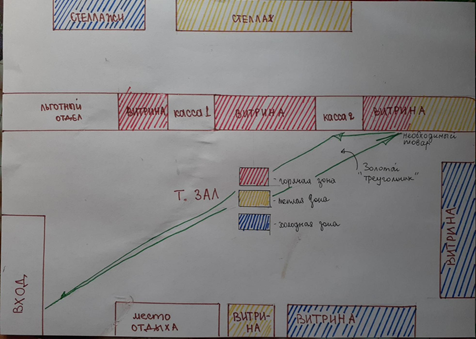 СТЕЛЛАЖИ
СТЕЛЛАЖ
ЛЬГОТНЫЙ
ОТДЕЛ
ВИТРИНА
КАССА 1
ВИТРИНА
КАССА 2
ВИТРИНА
необходимый
товар
"Золотой
треугольник"
Т. ЗАЛ
- горячая зона
- теплая зона
- холодная зона
ВИТРИНА
ВХОД
МЕСТО
ОТДЫХА
ВИТРИ-
НА
ВИТРИНА